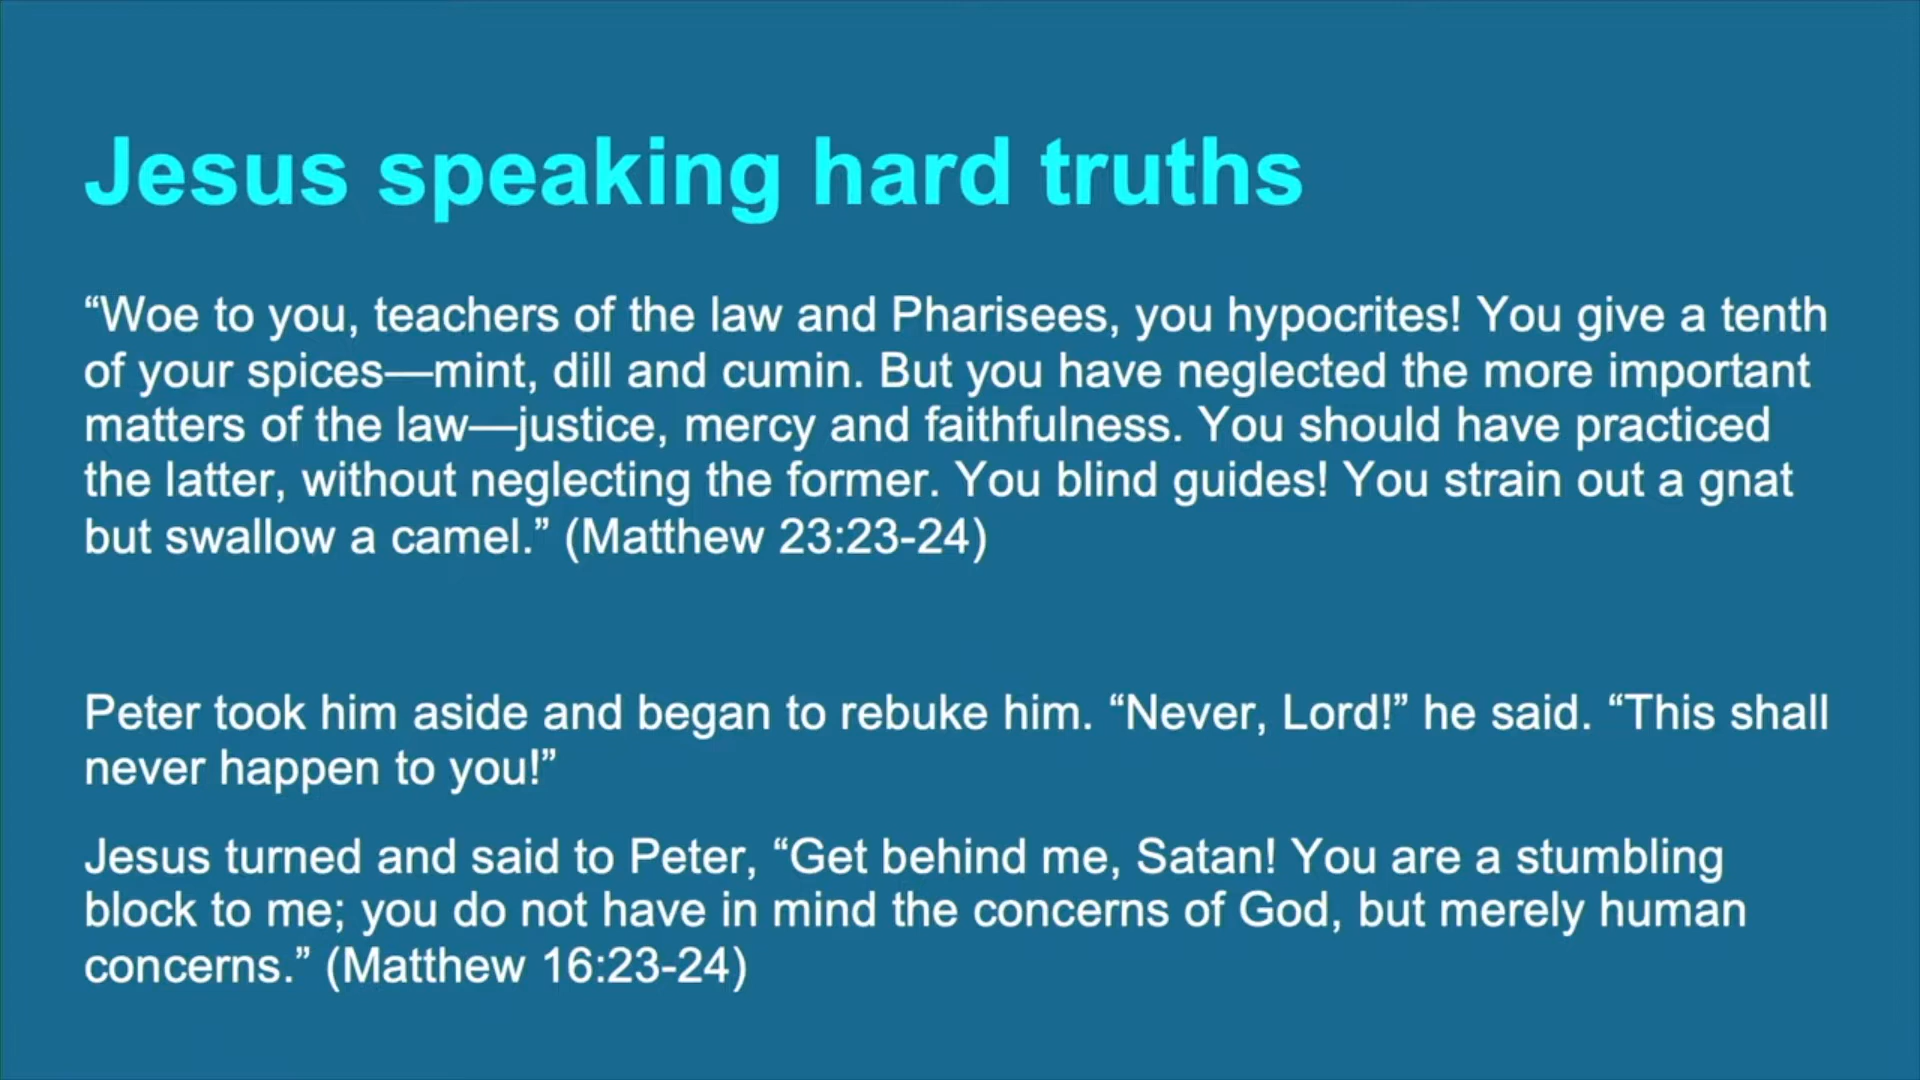 Jesus speaking hard truths
“Woe to you, teachers of the law and Pharisees, you hypocrites! You give a tenth
of your spices—mint, dill and cumin. But you have neglected the more important
matters of the law—justice, mercy and faithfulness. You should have practiced
the latter, without neglecting the former. You blind guides! You strain out a gnat
but swallow a camel.” (Matthew 23:23-24)
Peter took him aside and began to rebuke him. “Never, Lord!” he said. “This shall
never happen to you!”
Jesus turned and said to Peter, “Get behind me, Satan! You are a stumbling
block to me; you do not have in mind the concerns of God, but merely human
concerns.” (Matthew 16:23-24)